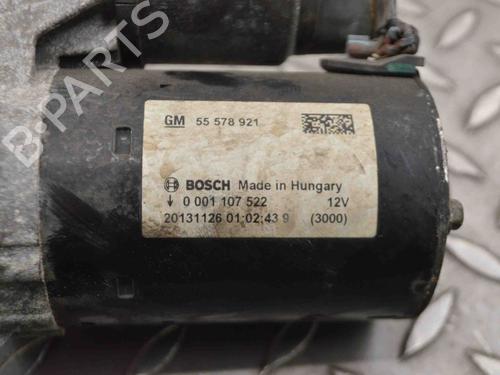 B-PARTS
GM 55 578 921
BOSCH Made in Hungary
0 001 107 522 12V
20131126 01:02:43 9 (3000)